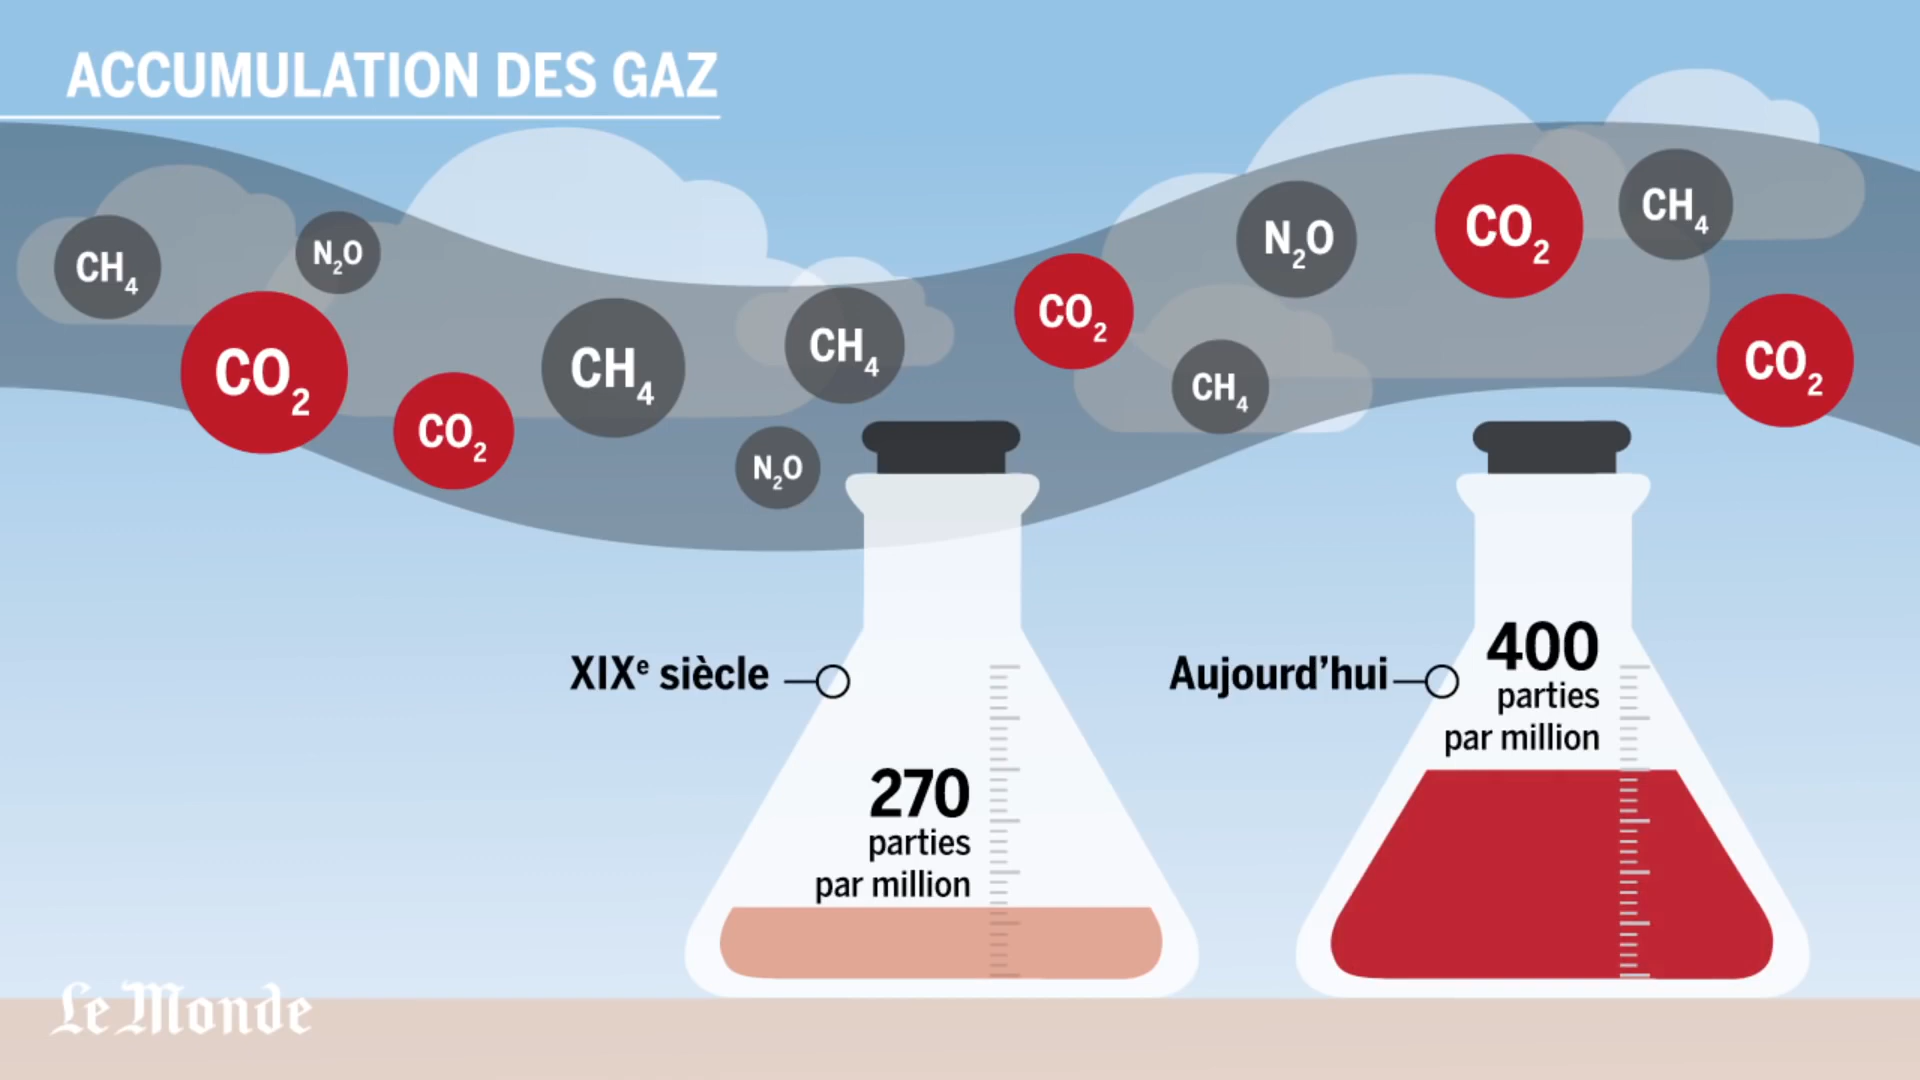 ACCUMULATION DES GAZ
CH₄
N₂O
CO₂
CO₂
CH₄
CH₄
N₂O
CO₂
CH₄
N₂O
CO₂
CH₄
CO₂
XIXᵉ siècle
270
parties
par million
Aujourd’hui
400
parties
par million
Le Monde